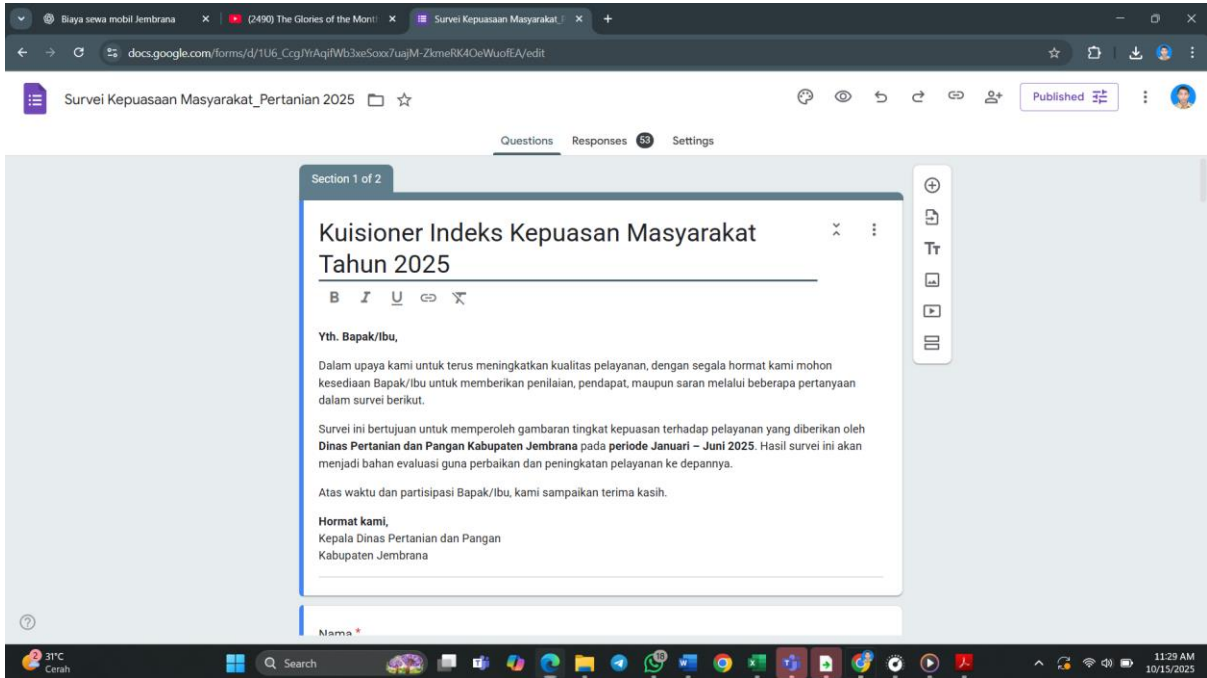 Biaya sewa mobil Jembrana
(2490) The Glories of the Mont
Survei Kepuasaan Masyarakat_P
docs.google.com/forms/d/1U6_CcgJYrAqifWb3xeSoxx7uajM-ZkmeRK4OeWuofEA/edit
Survei Kepuasaan Masyarakat_Pertanian 2025
Published
Questions Responses 53 Settings
Section 1 of 2
Kuisioner Indeks Kepuasan Masyarakat
Tahun 2025
B I U
Tт
Yth. Bapak/Ibu,
Dalam upaya kami untuk terus meningkatkan kualitas pelayanan, dengan segala hormat kami mohon
kesediaan Bapak/Ibu untuk memberikan penilaian, pendapat, maupun saran melalui beberapa pertanyaan
dalam survei berikut.
Survei ini bertujuan untuk memperoleh gambaran tingkat kepuasan terhadap pelayanan yang diberikan oleh
Dinas Pertanian dan Pangan Kabupaten Jembrana pada periode Januari – Juni 2025. Hasil survei ini akan
menjadi bahan evaluasi guna perbaikan dan peningkatan pelayanan ke depannya.
Atas waktu dan partisipasi Bapak/Ibu, kami sampaikan terima kasih.
Hormat kami,
Kepala Dinas Pertanian dan Pangan
Kabupaten Jembrana
Nama *
2
31°C
Cerah
Search
18
11:29 AM
10/15/2025